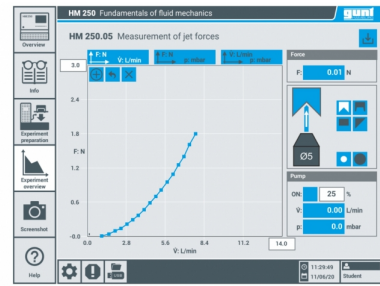 HM 250 Fundamentals of fluid mechanics
gunt
HM 250.05 Measurement of jet forces
Overview
Info
Experiment
preparation
Experiment
overview
Screenshot
Help
F: N
V̇: L/min
F: N
p: mbar
V̇: L/min
p: mbar
3.0
2.4
1.8
F: N
1.2
0.6
-0.0
0.0 2.8 5.6 8.4 11.2 14.0
V̇: L/min
Force
F: 0.01 N
Ø5
Pump
ON: 25 %
V̇: 0.00 L/min
p: 0.0 mbar
11:29:49
11/06/20
Student